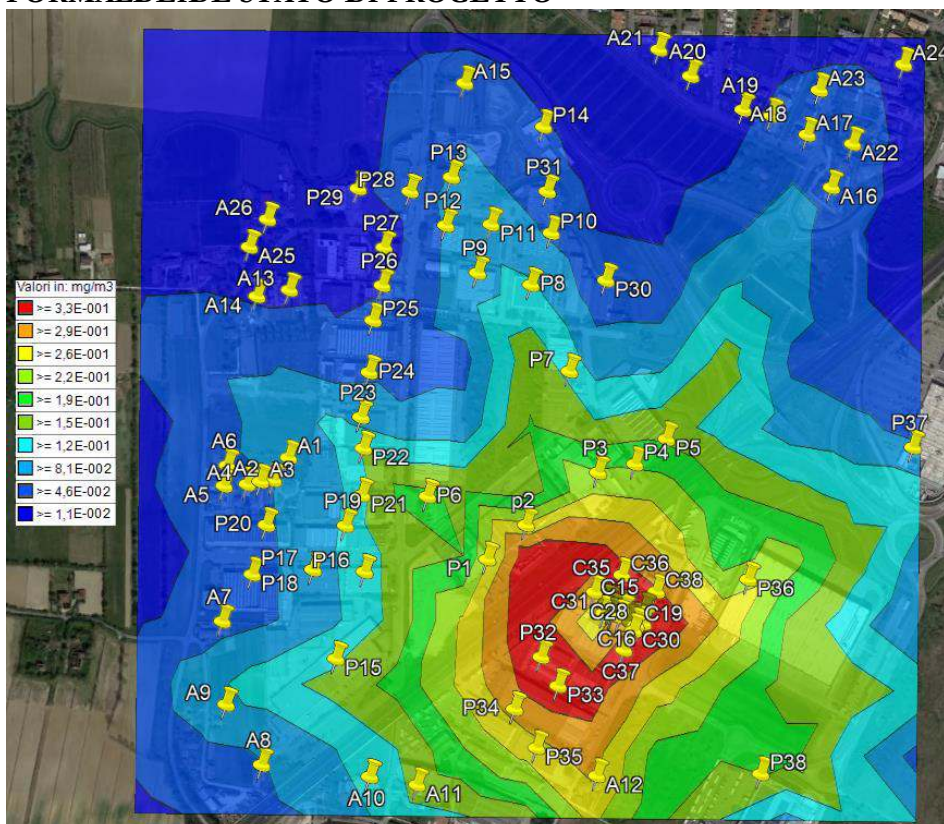 FORMALDEIDE STATO DI PROGETTO
A21
A20
A24
A15
A23
A19
A18
P14
A17
A22
P13
P28
P31
A16
P29
P12
A26
P27
P11
P10
A25
P26
P9
A13
P8
P30
Valori in: mg/m3
A14
P25
>= 3,3E-001
>= 2,9E-001
>= 2,6E-001
>= 2,2E-001
>= 1,9E-001
>= 1,5E-001
>= 1,2E-001
>= 8,1E-002
>= 4,6E-002
>= 1,1E-002
P7
P24
P23
P37
A6
A1
P22
P3
P4
P5
A4
A2
A3
A5
P6
P19
P21
p2
P20
P1
P17
P16
P18
C35
C36
C15
C38
P36
C31
C28
C19
A7
C16
C30
P32
C37
P15
P33
A9
P34
A8
P35
A10
A11
A12
P38